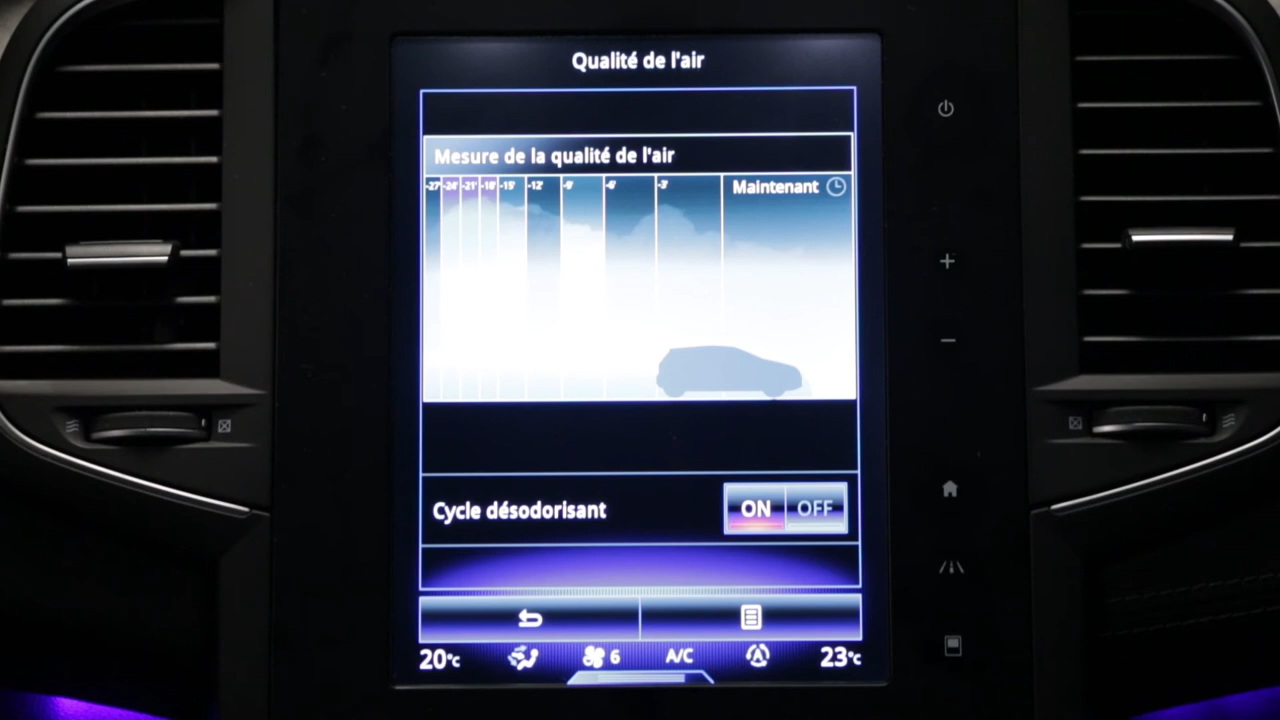 Qualité de l'air
Mesure de la qualité de l'air
-27' -24' -21' -18' -15' -12' -9' -6' -3' Maintenant
Cycle désodorisant ON OFF
20°C 6 A/C 23°C